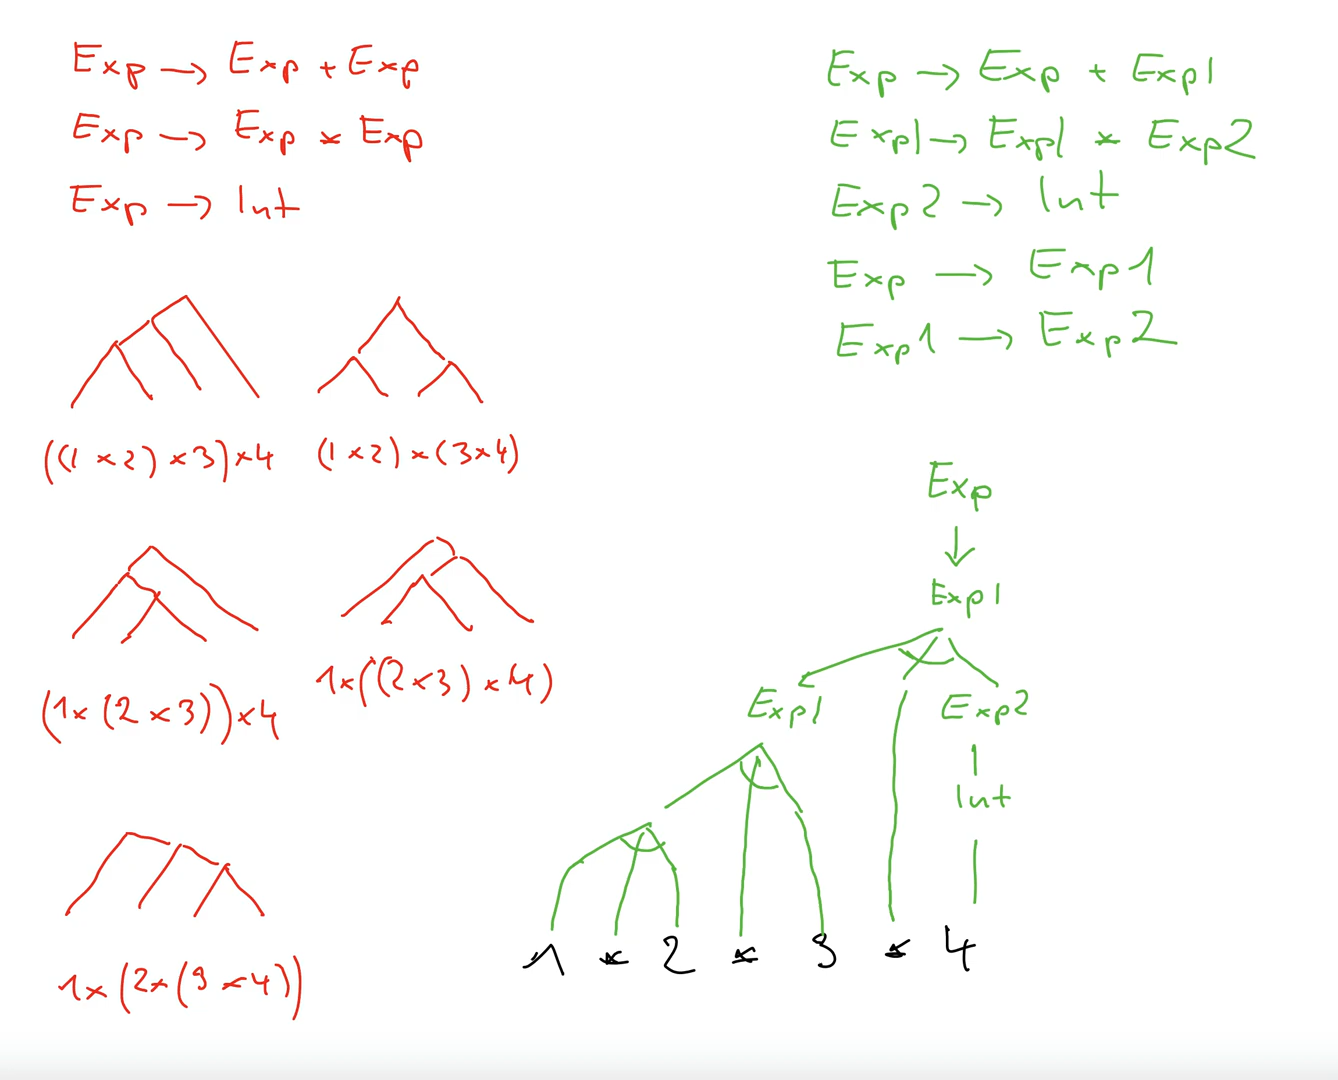 Exp → Exp + Exp
Exp → Exp * Exp
Exp → Int
((1 * 2) * 3) * 4
(1 * 2) * (3 * 4)
(1 * (2 * 3)) * 4
1 * ((2 * 3) * 4)
1 * (2 * (3 * 4))
Exp → Exp + Exp1
Exp1 → Exp1 * Exp2
Exp2 → Int
Exp → Exp1
Exp1 → Exp2
Exp
↓
Exp1
Exp1 Exp2
Int
1 * 2 * 3 * 4